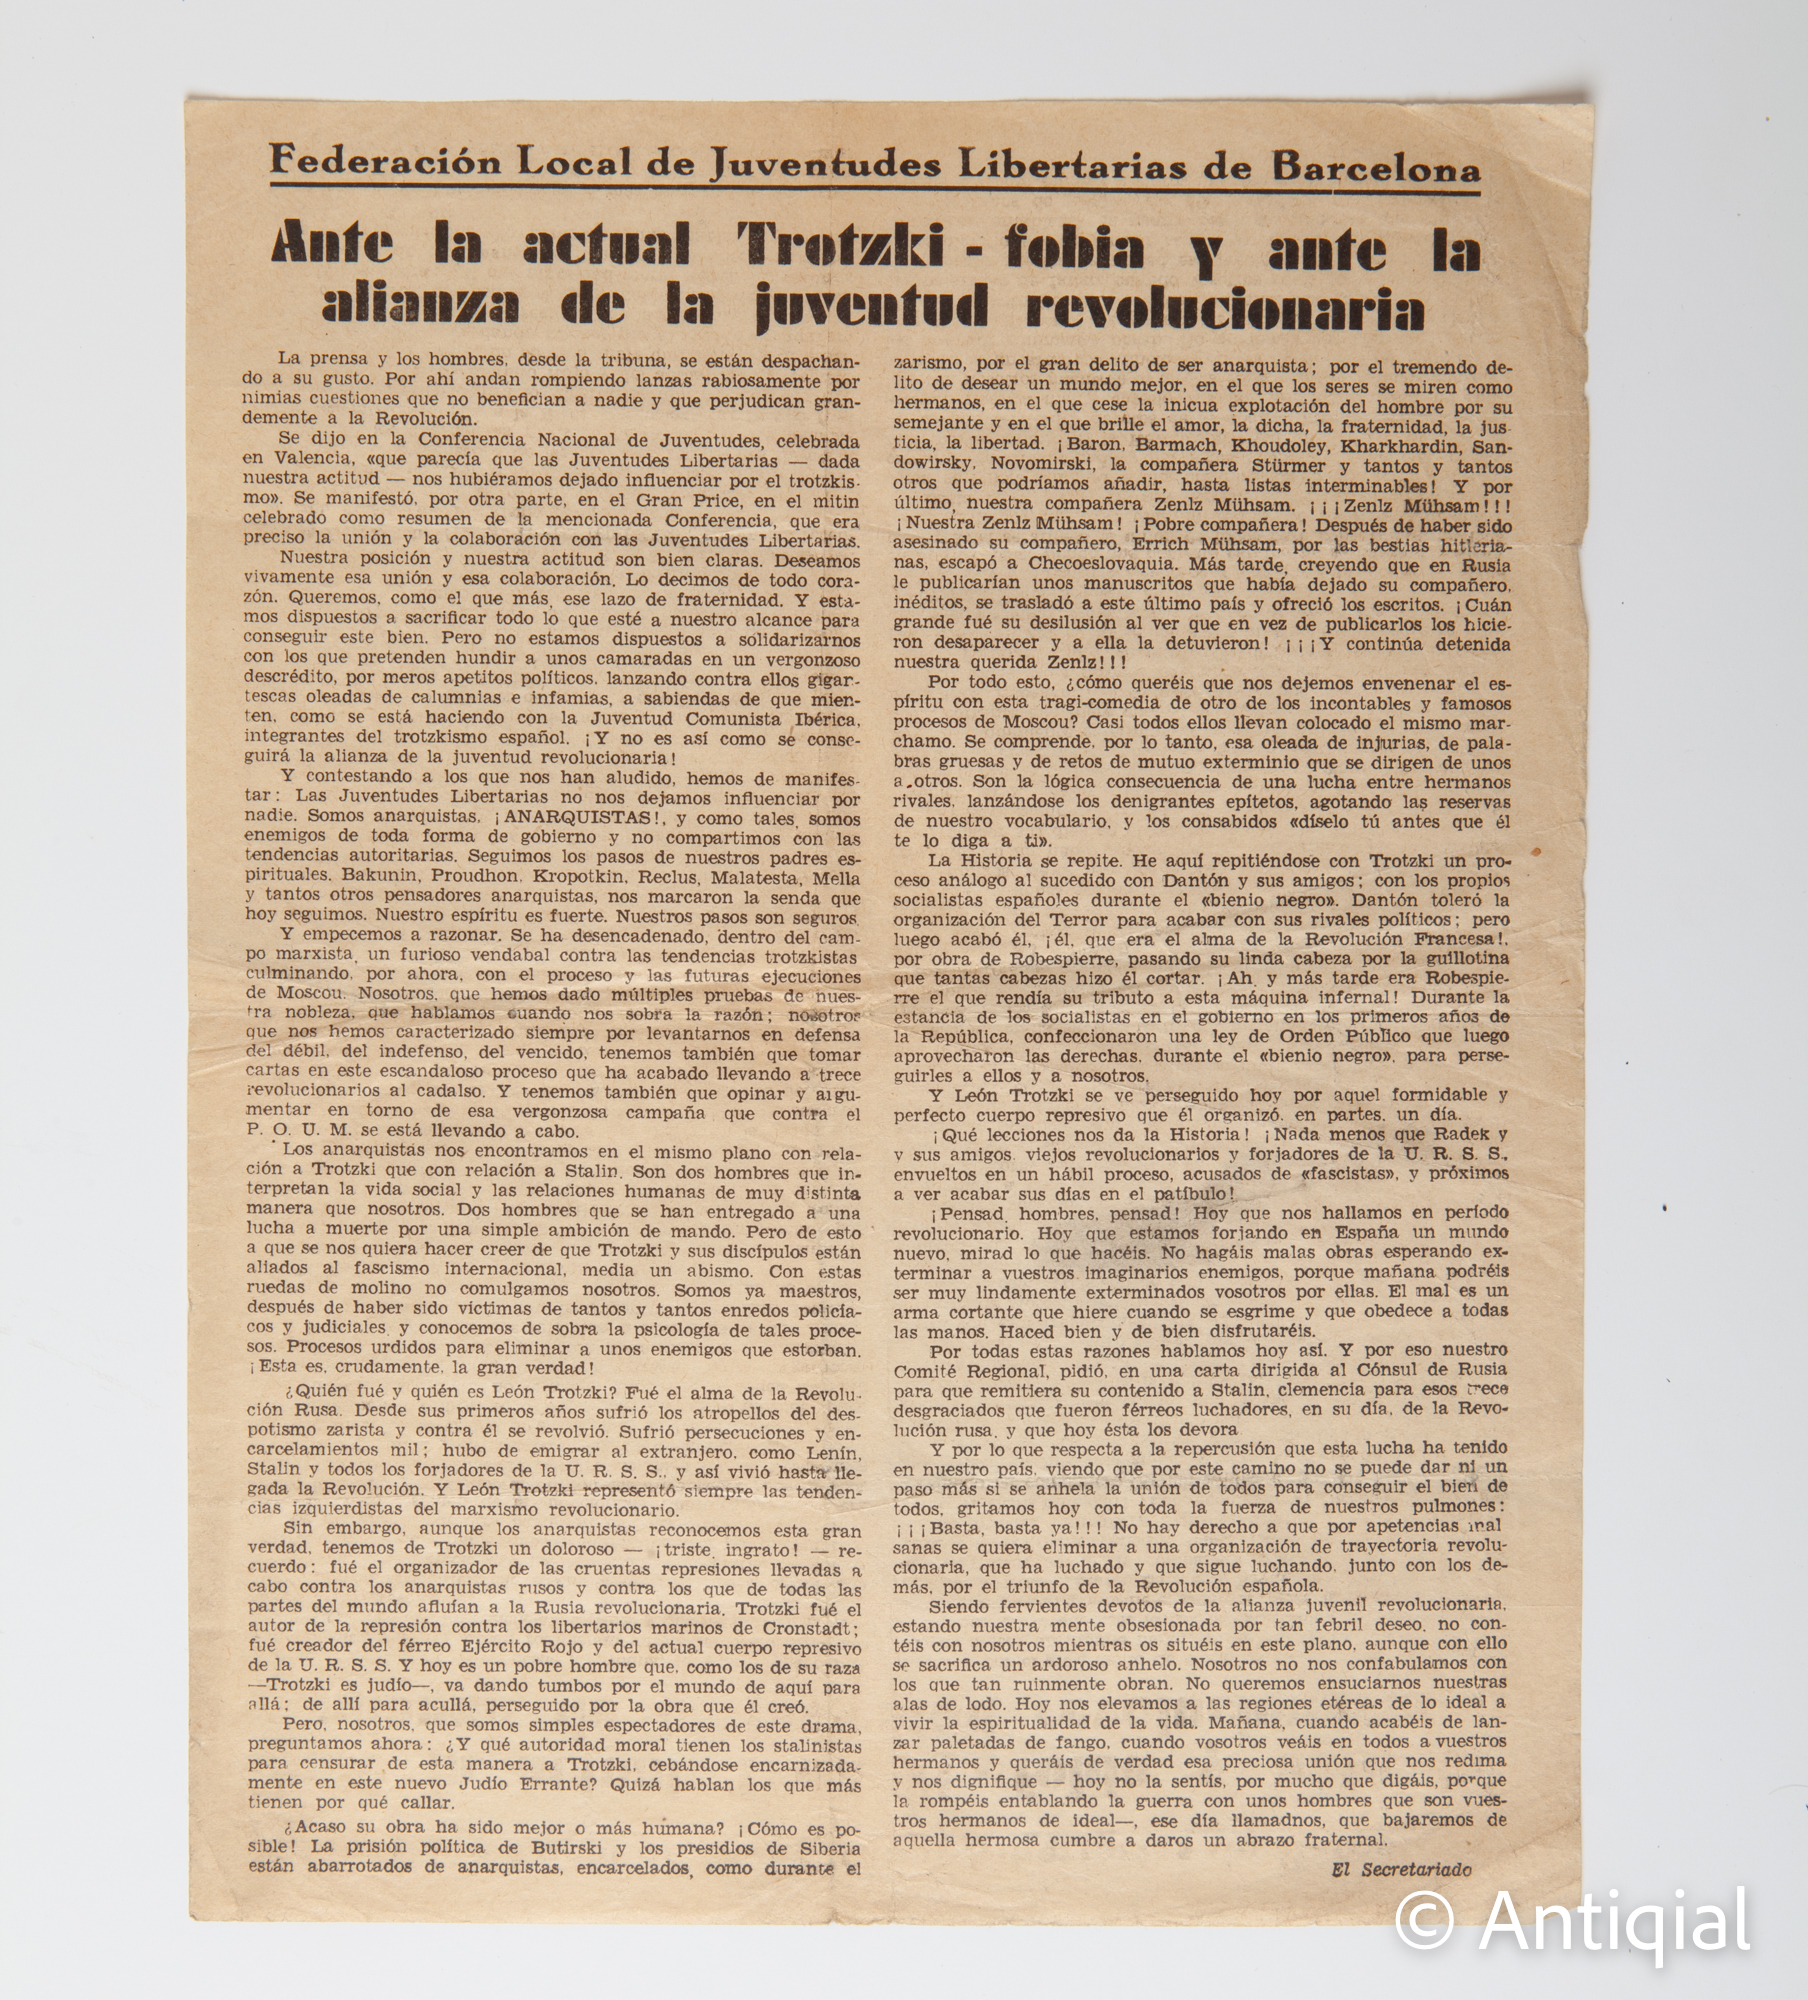 Federación Local de Juventudes Libertarias de Barcelona
Ante la actual Trotzki - fobia y ante la
alianza de la juventud revolucionaria
La prensa y los hombres, desde la tribuna, se están despachan-
do a su gusto. Por ahí andan rompiendo lanzas rabiosamente por
nimias cuestiones que no benefician a nadie y que perjudican gran-
demente a la Revolución.
Se dijo en la Conferencia Nacional de Juventudes, celebrada
en Valencia, «que parecía que las Juventudes Libertarias — dada
nuestra actitud — nos hubiéramos dejado influenciar por el trotzkis-
mo». Se manifestó, por otra parte, en el Gran Price, en el mitin
celebrado como resumen de la mencionada Conferencia, que era
preciso la unión y la colaboración con las Juventudes Libertarias.
Nuestra posición y nuestra actitud son bien claras. Deseamos
vivamente esa unión y esa colaboración. Lo decimos de todo cora-
zón. Queremos, como el que más, ese lazo de fraternidad. Y esta-
mos dispuestos a sacrificar todo lo que esté a nuestro alcance para
conseguir este bien. Pero no estamos dispuestos a solidarizarnos
con los que pretenden hundir a unos camaradas en un vergonzoso
descrédito, por meros apetitos políticos, lanzando contra ellos gigan-
tescas oleadas de calumnias e infamias, a sabiendas de que mien-
ten, como se está haciendo con la Juventud Comunista Ibérica,
integrantes del trotzkismo español. ¡Y no es así como se conse-
guirá la alianza de la juventud revolucionaria!
Y contestando a los que nos han aludido, hemos de manifes-
tar: Las Juventudes Libertarias no nos dejamos influenciar por
nadie. Somos anarquistas, ¡ANARQUISTAS!, y como tales, somos
enemigos de toda forma de gobierno y no compartimos con las
tendencias autoritarias. Seguimos los pasos de nuestros padres es-
pirituales. Bakunin, Proudhon, Kropotkin, Reclus, Malatesta, Mella
y tantos otros pensadores anarquistas, nos marcaron la senda que
hoy seguimos. Nuestro espíritu es fuerte. Nuestros pasos son seguros.
Y empecemos a razonar. Se ha desencadenado, dentro del cam-
po marxista, un furioso vendabal contra las tendencias trotzkistas
culminando, por ahora, con el proceso y las futuras ejecuciones
de Moscou. Nosotros, que hemos dado múltiples pruebas de nues-
tra nobleza, que hablamos cuando nos sobra la razón; nosotros
que nos hemos caracterizado siempre por levantarnos en defensa
del débil, del indefenso, del vencido, tenemos también que tomar
cartas en este escandaloso proceso que ha acabado llevando a trece
revolucionarios al cadalso. Y tenemos también que opinar y argu-
mentar en torno de esa vergonzosa campaña que contra el
P. O. U. M. se está llevando a cabo.
Los anarquistas nos encontramos en el mismo plano con rela-
ción a Trotzki que con relación a Stalin. Son dos hombres que in-
terpretan la vida social y las relaciones humanas de muy distinta
manera que nosotros. Dos hombres que se han entregado a una
lucha a muerte por una simple ambición de mando. Pero de esto
a que se nos quiera hacer creer de que Trotzki y sus discípulos están
aliados al fascismo internacional, media un abismo. Con estas
ruedas de molino no comulgamos nosotros. Somos ya maestros,
después de haber sido víctimas de tantos y tantos enredos policía-
cos y judiciales, y conocemos de sobra la psicología de tales proce-
sos. Procesos urdidos para eliminar a unos enemigos que estorban.
¡Esta es, crudamente, la gran verdad!
¿Quién fué y quién es León Trotzki? Fué el alma de la Revolu-
ción Rusa. Desde sus primeros años sufrió los atropellos del des-
potismo zarista y contra él se revolvió. Sufrió persecuciones y en-
carcelamientos mil; hubo de emigrar al extranjero, como Lenín,
Stalin y todos los forjadores de la U. R. S. S., y así vivió hasta lle-
gada la Revolución. Y León Trotzki representó siempre las tenden-
cias izquierdistas del marxismo revolucionario.
Sin embargo, aunque los anarquistas reconocemos esta gran
verdad, tenemos de Trotzki un doloroso — ¡triste, ingrato! — re-
cuerdo: fué el organizador de las cruentas represiones llevadas a
cabo contra los anarquistas rusos y contra los que de todas las
partes del mundo afluían a la Rusia revolucionaria. Trotzki fué el
autor de la represión contra los libertarios marinos de Cronstadt;
fué creador del férreo Ejército Rojo y del actual cuerpo represivo
de la U. R. S. S. Y hoy es un pobre hombre que, como los de su raza
—Trotzki es judío—, va dando tumbos por el mundo de aquí para
allá; de allí para acullá, perseguido por la obra que él creó.
Pero, nosotros, que somos simples espectadores de este drama,
preguntamos ahora: ¿Y qué autoridad moral tienen los stalinistas
para censurar de esta manera a Trotzki, cebándose encarnizada-
mente en este nuevo Judío Errante? Quizá hablan los que más
tienen por qué callar.
¿Acaso su obra ha sido mejor o más humana? ¡Cómo es po-
sible! La prisión política de Butirski y los presidios de Siberia
están abarrotados de anarquistas, encarcelados, como durante el
zarismo, por el gran delito de ser anarquista; por el tremendo de-
lito de desear un mundo mejor, en el que los seres se miren como
hermanos, en el que cese la inicua explotación del hombre por su
semejante y en el que brille el amor, la dicha, la fraternidad, la jus-
ticia, la libertad. ¡Baron, Barmach, Khoudoley, Kharkhardin, San-
dowirsky, Novomirski, la compañera Stürmer y tantos y tantos
otros que podríamos añadir, hasta listas interminables! Y por
último, nuestra compañera Zenlz Mühsam. ¡¡¡Zenlz Mühsam!!!
¡Nuestra Zenlz Mühsam! ¡Pobre compañera! Después de haber sido
asesinado su compañero, Errich Mühsam, por las bestias hitleria-
nas, escapó a Checoeslovaquia. Más tarde, creyendo que en Rusia
le publicarían unos manuscritos que había dejado su compañero,
inéditos, se trasladó a este último país y ofreció los escritos. ¡Cuán
grande fué su desilusión al ver que en vez de publicarlos los hicie-
ron desaparecer y a ella la detuvieron! ¡¡¡Y continúa detenida
nuestra querida Zenlz!!!
Por todo esto, ¿cómo queréis que nos dejemos envenenar el es-
píritu con esta tragi-comedia de otro de los incontables y famosos
procesos de Moscou? Casi todos ellos llevan colocado el mismo mar-
chamo. Se comprende, por lo tanto, esa oleada de injurias, de pala-
bras gruesas y de retos de mutuo exterminio que se dirigen de unos
a otros. Son la lógica consecuencia de una lucha entre hermanos
rivales, lanzándose los denigrantes epítetos, agotando las reservas
de nuestro vocabulario, y los consabidos «díselo tú antes que él
te lo diga a ti».
La Historia se repite. He aquí repitiéndose con Trotzki un pro-
ceso análogo al sucedido con Dantón y sus amigos; con los propios
socialistas españoles durante el «bienio negro». Dantón toleró la
organización del Terror para acabar con sus rivales políticos; pero
luego acabó él, ¡él, que era el alma de la Revolución Francesa!,
por obra de Robespierre, pasando su linda cabeza por la guillotina
que tantas cabezas hizo él cortar. ¡Ah, y más tarde era Robespie-
rre el que rendía su tributo a esta máquina infernal! Durante la
estancia de los socialistas en el gobierno en los primeros años de
la República, confeccionaron una ley de Orden Público que luego
aprovecharon las derechas, durante el «bienio negro», para perse-
guirles a ellos y a nosotros.
Y León Trotzki se ve perseguido hoy por aquel formidable y
perfecto cuerpo represivo que él organizó, en partes, un día.
¡Qué lecciones nos da la Historia! ¡Nada menos que Radek y
y sus amigos, viejos revolucionarios y forjadores de la U. R. S. S.,
envueltos en un hábil proceso, acusados de «fascistas», y próximos
a ver acabar sus días en el patíbulo!
¡Pensad, hombres, pensad! Hoy que nos hallamos en período
revolucionario. Hoy que estamos forjando en España un mundo
nuevo, mirad lo que hacéis. No hagáis malas obras esperando ex-
terminar a vuestros imaginarios enemigos, porque mañana podréis
ser muy lindamente exterminados vosotros por ellas. El mal es un
arma cortante que hiere cuando se esgrime y que obedece a todas
las manos. Haced bien y de bien disfrutaréis.
Por todas estas razones hablamos hoy así. Y por eso nuestro
Comité Regional, pidió, en una carta dirigida al Cónsul de Rusia
para que remitiera su contenido a Stalin, clemencia para esos trece
desgraciados que fueron férreos luchadores, en su día, de la Revo-
lución rusa, y que hoy ésta los devora.
Y por lo que respecta a la repercusión que esta lucha ha tenido
en nuestro país, viendo que por este camino no se puede dar ni un
paso más si se anhela la unión de todos para conseguir el bien de
todos, gritamos hoy con toda la fuerza de nuestros pulmones:
¡¡¡Basta, basta ya!!! No hay derecho a que por apetencias mal
sanas se quiera eliminar a una organización de trayectoria revolu-
cionaria, que ha luchado y que sigue luchando, junto con los de-
más, por el triunfo de la Revolución española.
Siendo fervientes devotos de la alianza juvenil revolucionaria,
estando nuestra mente obsesionada por tan febril deseo, no con-
téis con nosotros mientras os situéis en este plano, aunque con ello
se sacrifica un ardoroso anhelo. Nosotros no nos confabulamos con
los que tan ruinmente obran. No queremos ensuciarnos nuestras
alas de lodo. Hoy nos elevamos a las regiones etéreas de lo ideal a
vivir la espiritualidad de la vida. Mañana, cuando acabéis de lan-
zar paletadas de fango, cuando vosotros veáis en todos a vuestros
hermanos y queráis de verdad esa preciosa unión que nos redima
y nos dignifique — hoy no la sentís, por mucho que digáis, porque
la rompéis entablando la guerra con unos hombres que son vues-
tros hermanos de ideal—, ese día llamadnos, que bajaremos de
aquella hermosa cumbre a daros un abrazo fraternal.
El Secretariado
© Antiqial